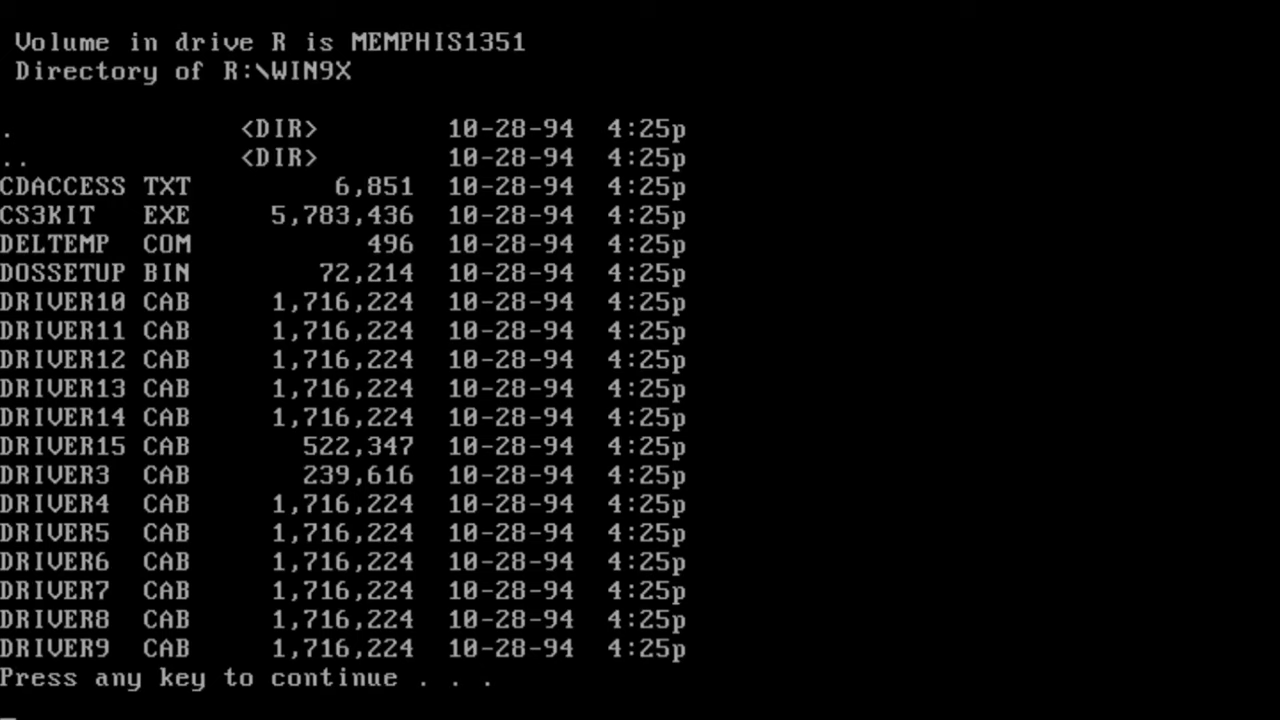 Volume in drive R is MEMPHIS1351
Directory of R:\WIN9X
. <DIR> 10-28-94 4:25p
.. <DIR> 10-28-94 4:25p
CDACCESS TXT 6,851 10-28-94 4:25p
CS3KIT EXE 5,783,436 10-28-94 4:25p
DELTEMP COM 496 10-28-94 4:25p
DOSSETUP BIN 72,214 10-28-94 4:25p
DRIVER10 CAB 1,716,224 10-28-94 4:25p
DRIVER11 CAB 1,716,224 10-28-94 4:25p
DRIVER12 CAB 1,716,224 10-28-94 4:25p
DRIVER13 CAB 1,716,224 10-28-94 4:25p
DRIVER14 CAB 1,716,224 10-28-94 4:25p
DRIVER15 CAB 522,347 10-28-94 4:25p
DRIVER3 CAB 239,616 10-28-94 4:25p
DRIVER4 CAB 1,716,224 10-28-94 4:25p
DRIVER5 CAB 1,716,224 10-28-94 4:25p
DRIVER6 CAB 1,716,224 10-28-94 4:25p
DRIVER7 CAB 1,716,224 10-28-94 4:25p
DRIVER8 CAB 1,716,224 10-28-94 4:25p
DRIVER9 CAB 1,716,224 10-28-94 4:25p
Press any key to continue . . .